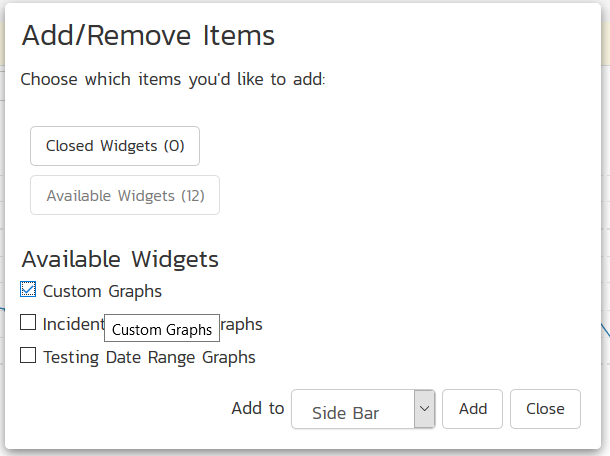 Add/Remove Items
Choose which items you'd like to add:
Closed Widgets (0)
Available Widgets (12)
Available Widgets
Custom Graphs
Incident raphs
Custom Graphs
Testing Date Range Graphs
Add to Side Bar Add Close